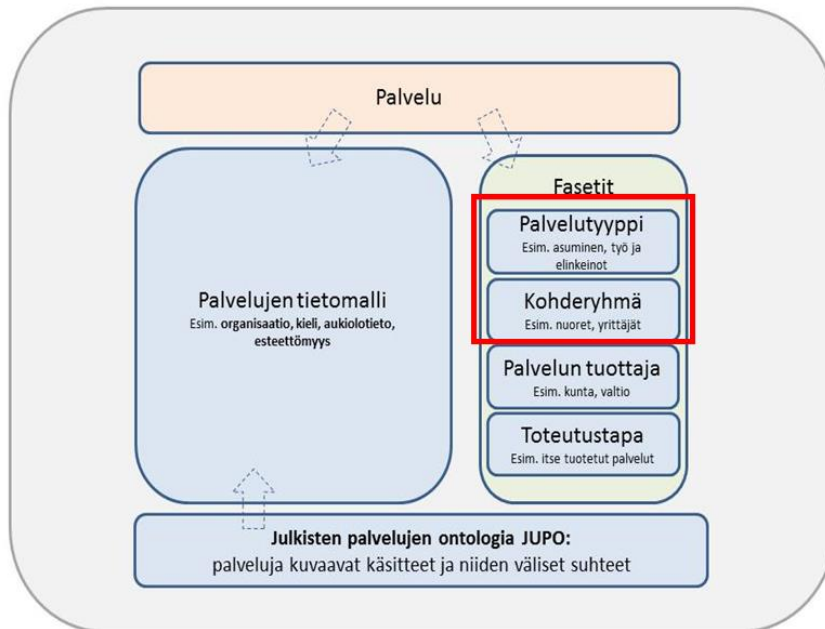 Palvelu
Palvelujen tietomalli
Esim. organisaatio, kieli, aukiolotieto,
esteettömyys
Fasetit
Palvelutyyppi
Esim. asuminen, työ ja
elinkeinot
Kohderyhmä
Esim. nuoret, yrittäjät
Palvelun tuottaja
Esim. kunta, valtio
Toteutustapa
Esim. itse tuotetut palvelut
Julkisten palvelujen ontologia JUPO:
palveluja kuvaavat käsitteet ja niiden väliset suhteet